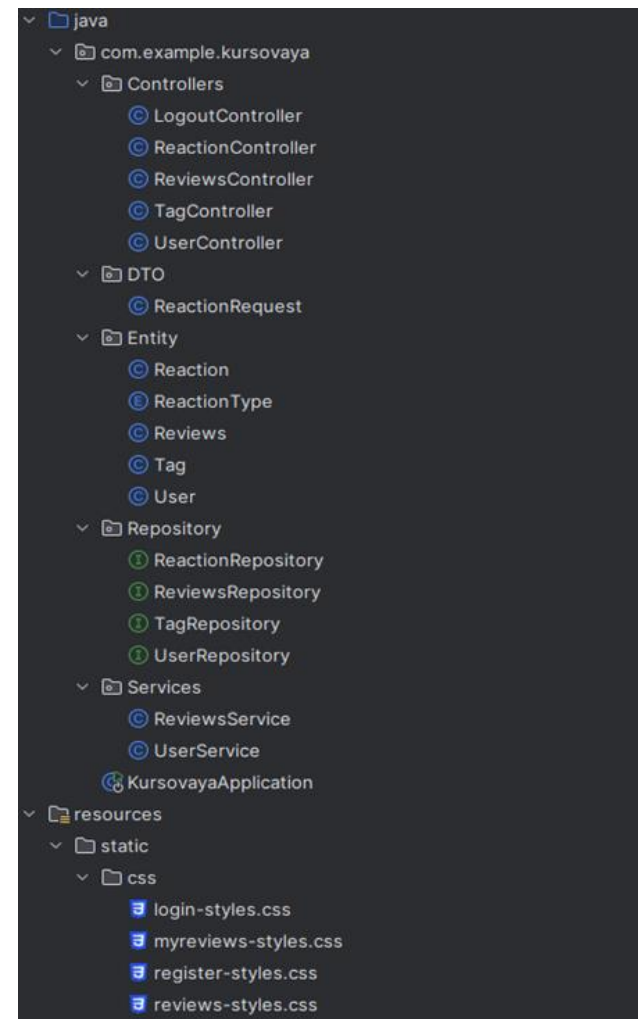 java
com.example.kursovaya
Controllers
LogoutController
ReactionController
ReviewsController
TagController
UserController
DTO
ReactionRequest
Entity
Reaction
ReactionType
Reviews
Tag
User
Repository
ReactionRepository
ReviewsRepository
TagRepository
UserRepository
Services
ReviewsService
UserService
KursovayaApplication
resources
static
css
login-styles.css
myreviews-styles.css
register-styles.css
reviews-styles.css